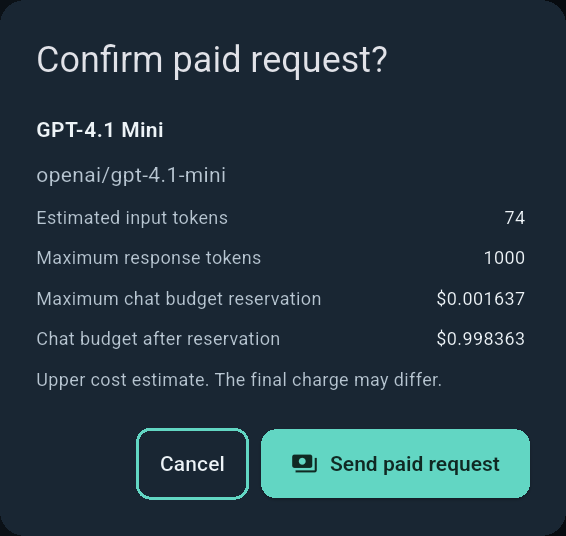 Confirm paid request?
GPT-4.1 Mini
openai/gpt-4.1-mini
Estimated input tokens 74
Maximum response tokens 1000
Maximum chat budget reservation $0.001637
Chat budget after reservation $0.998363
Upper cost estimate. The final charge may differ.
Cancel Send paid request